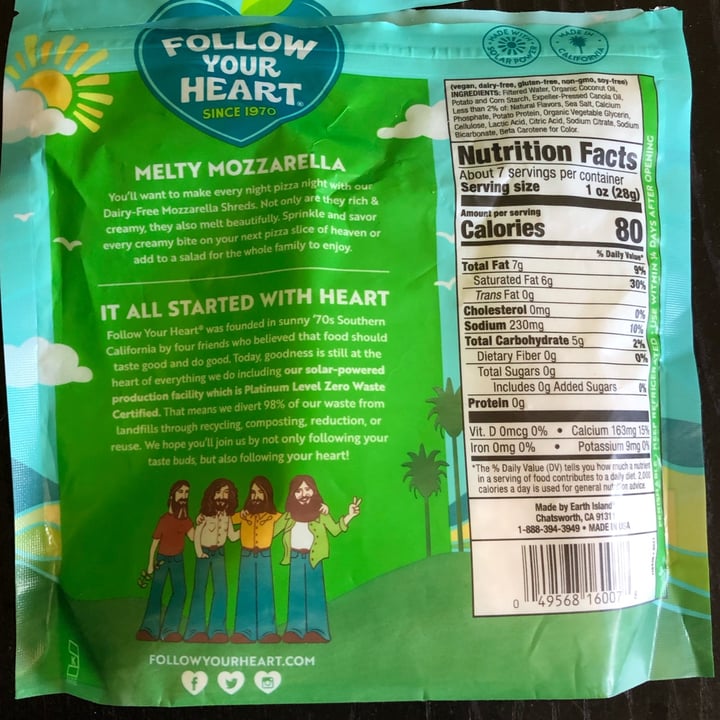 FOLLOW
YOUR
HEART®
SINCE 1970
MADE WITH SOLAR POWER
MADE IN CALIFORNIA
MELTY MOZZARELLA
You'll want to make every night pizza night with our
Dairy-Free Mozzarella Shreds. Not only are they rich &
creamy, they also melt beautifully. Sprinkle and savor
every creamy bite on your next pizza slice of heaven or
add to a salad for the whole family to enjoy.
IT ALL STARTED WITH HEART
Follow Your Heart® was founded in sunny '70s Southern
California by four friends who believed that food should
taste good and do good. Today, goodness is still at the
heart of everything we do including our solar-powered
production facility which is Platinum Level Zero Waste
Certified. That means we divert 98% of our waste from
landfills through recycling, composting, reduction, or
reuse. We hope you'll join us by not only following your
taste buds, but also following your heart!
FOLLOWYOURHEART.COM
(vegan, dairy-free, gluten-free, non-gmo, soy-free)
INGREDIENTS: Filtered Water, Organic Coconut Oil,
Potato and Corn Starch, Expeller-Pressed Canola Oil,
Less than 2% of: Natural Flavors, Sea Salt, Calcium
Phosphate, Potato Protein, Organic Vegetable Glycerin,
Cellulose, Lactic Acid, Citric Acid, Sodium Citrate, Sodium
Bicarbonate, Beta Carotene for Color.
Nutrition Facts
About 7 servings per container
Serving size 1 oz (28g)
Amount per serving
Calories 80
% Daily Value*
Total Fat 7g 9%
Saturated Fat 6g 30%
Trans Fat 0g
Cholesterol 0mg 0%
Sodium 230mg 10%
Total Carbohydrate 5g 2%
Dietary Fiber 0g 0%
Total Sugars 0g
Includes 0g Added Sugars 0%
Protein 0g
Vit. D 0mcg 0% • Calcium 163mg 15%
Iron 0mg 0% • Potassium 9mg 0%
*The % Daily Value (DV) tells you how much a nutrient
in a serving of food contributes to a daily diet. 2,000
calories a day is used for general advice.
Made by Earth Island
Chatsworth, CA 9131
1-888-394-3949 • MADE IN USA
0 49568 16007
KEEP REFRIGERATED USE WITHIN 14 DAYS AFTER OPENING